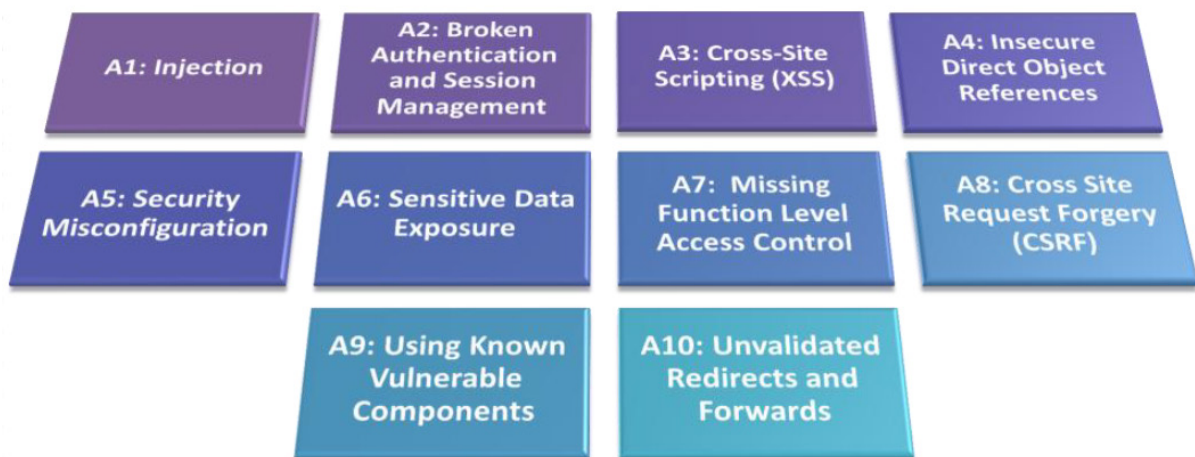 A1: Injection
A2: Broken
Authentication
and Session
Management
A3: Cross-Site
Scripting (XSS)
A4: Insecure
Direct Object
References
A5: Security
Misconfiguration
A6: Sensitive Data
Exposure
A7: Missing
Function Level
Access Control
A8: Cross Site
Request Forgery
(CSRF)
A9: Using Known
Vulnerable
Components
A10: Unvalidated
Redirects and
Forwards